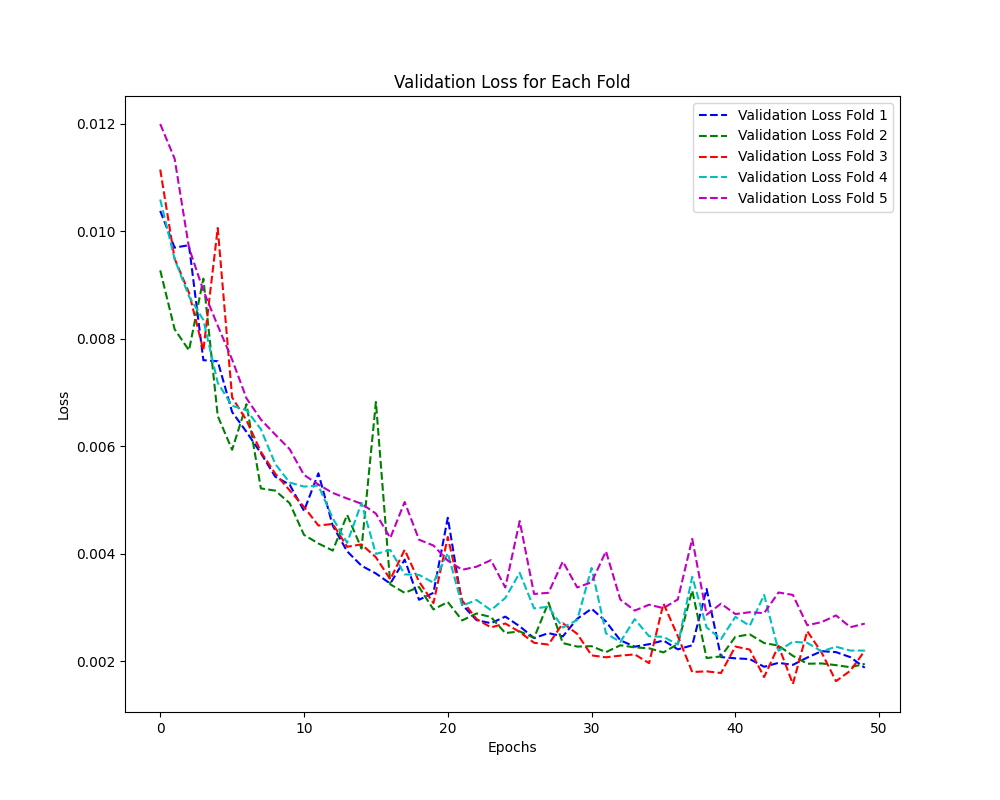 Validation Loss for Each Fold
Validation Loss Fold 1
Validation Loss Fold 2
Validation Loss Fold 3
Validation Loss Fold 4
Validation Loss Fold 5
Loss
0.012
0.010
0.008
0.006
0.004
0.002
0 10 20 30 40 50
Epochs